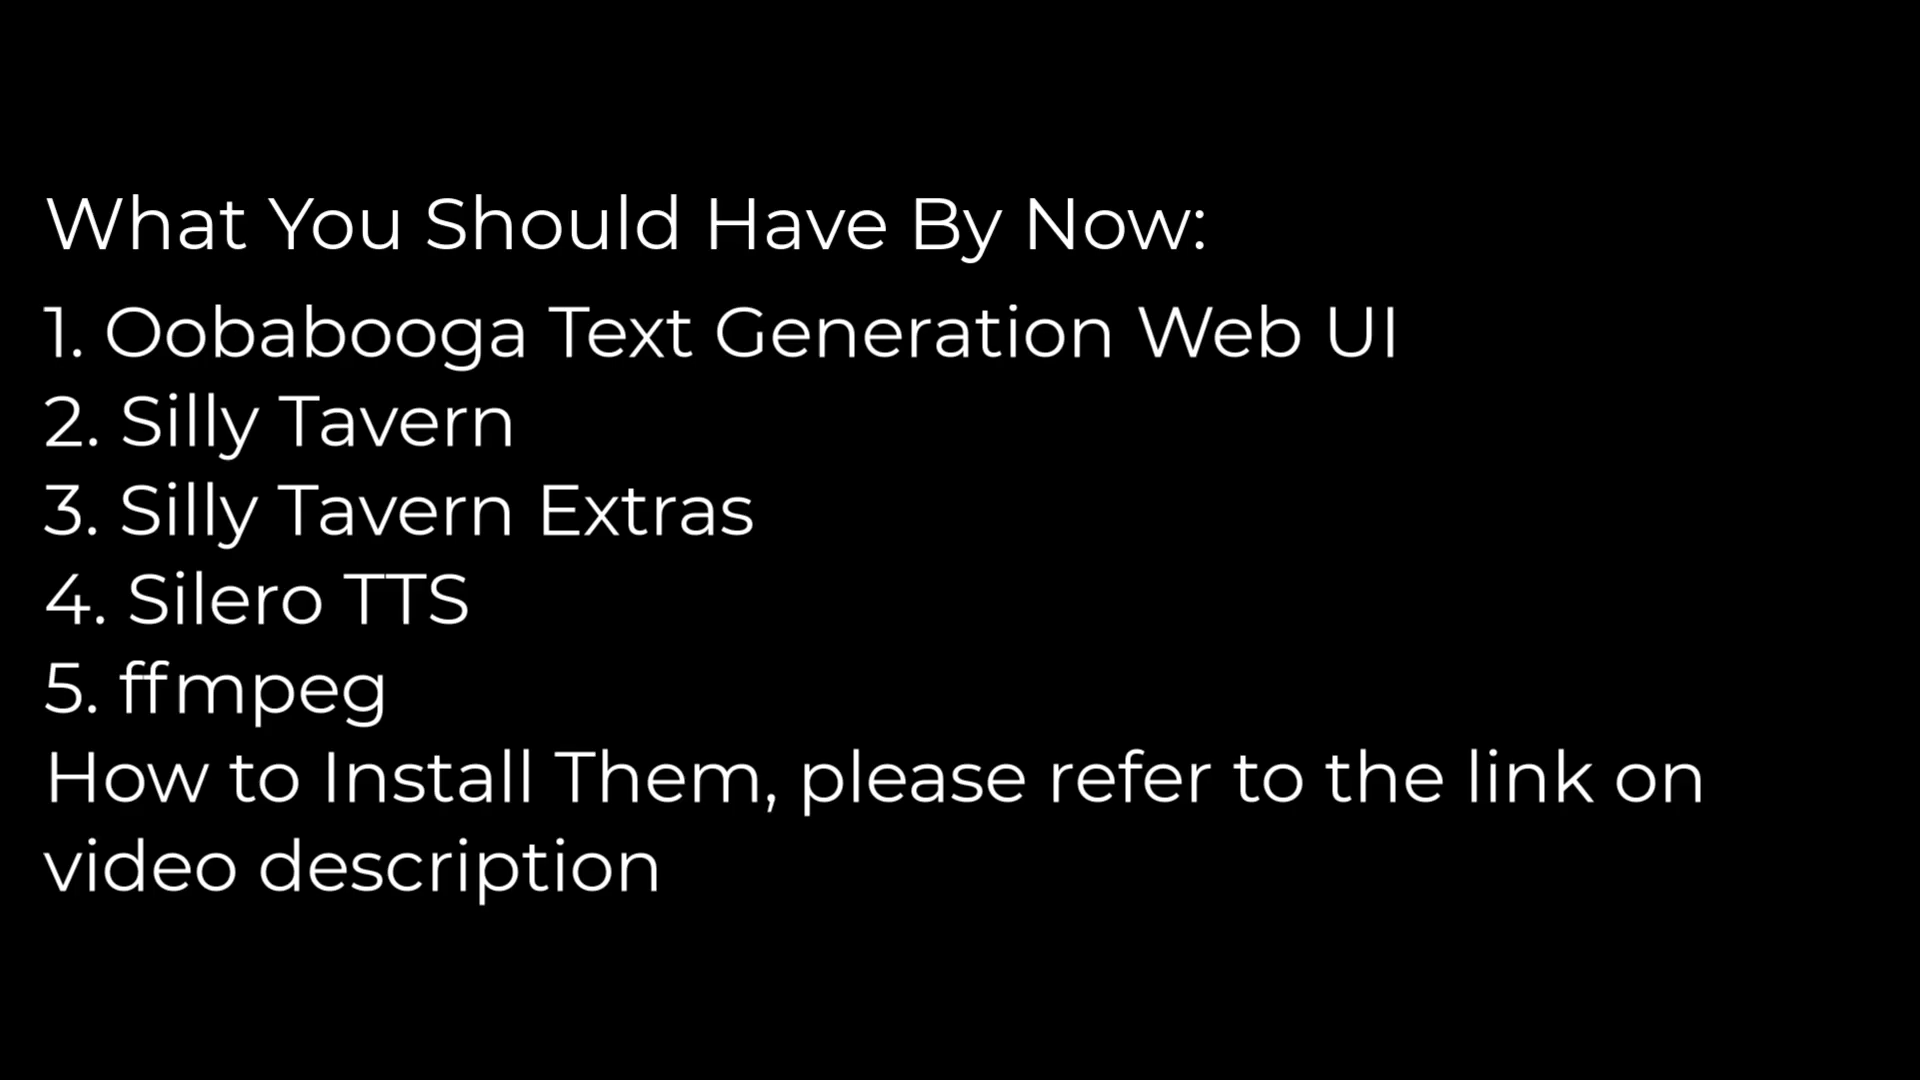 What You Should Have By Now:
1. Oobabooga Text Generation Web UI
2. Silly Tavern
3. Silly Tavern Extras
4. Silero TTS
5. ffmpeg
How to Install Them, please refer to the link on
video description